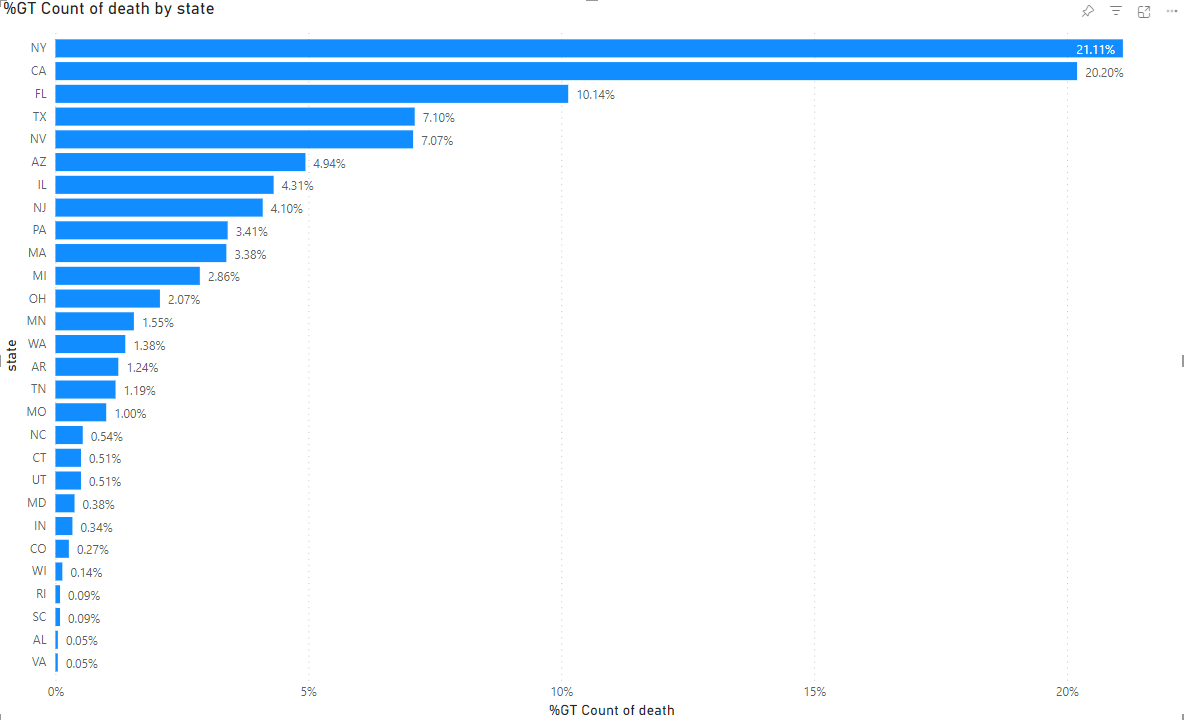 %GT Count of death by state
state
NY 21.11%
CA 20.20%
FL 10.14%
TX 7.10%
NV 7.07%
AZ 4.94%
IL 4.31%
NJ 4.10%
PA 3.41%
MA 3.38%
MI 2.86%
OH 2.07%
MN 1.55%
WA 1.38%
AR 1.24%
TN 1.19%
MO 1.00%
NC 0.54%
CT 0.51%
UT 0.51%
MD 0.38%
IN 0.34%
CO 0.27%
WI 0.14%
RI 0.09%
SC 0.09%
AL 0.05%
VA 0.05%
0% 5% 10% 15% 20%
%GT Count of death